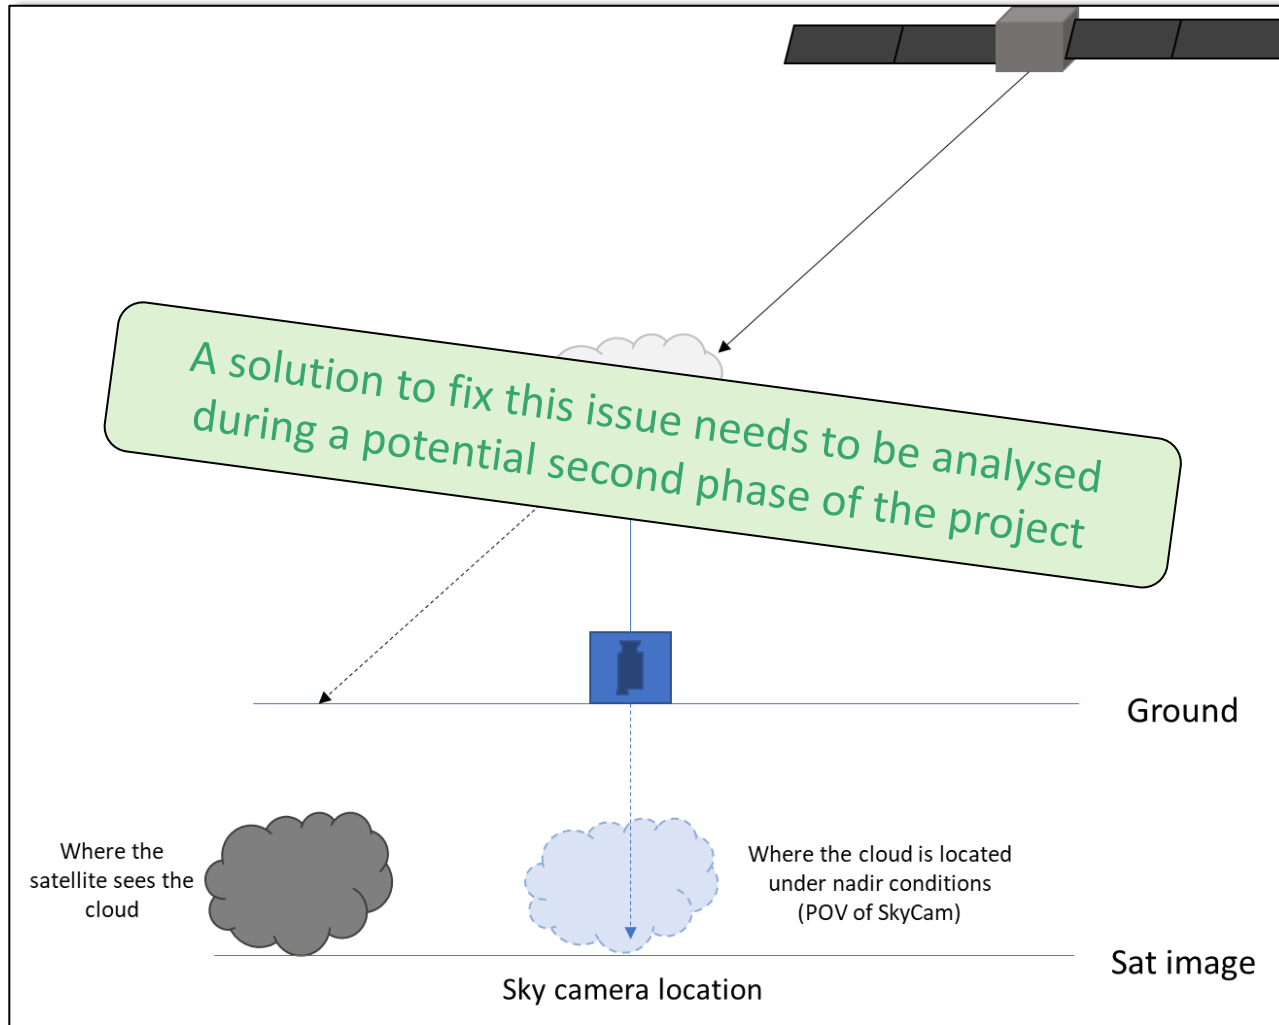 A solution to fix this issue needs to be analysed
during a potential second phase of the project
Ground
Where the
satellite sees the
cloud
Where the cloud is located
under nadir conditions
(POV of SkyCam)
Sat image
Sky camera location